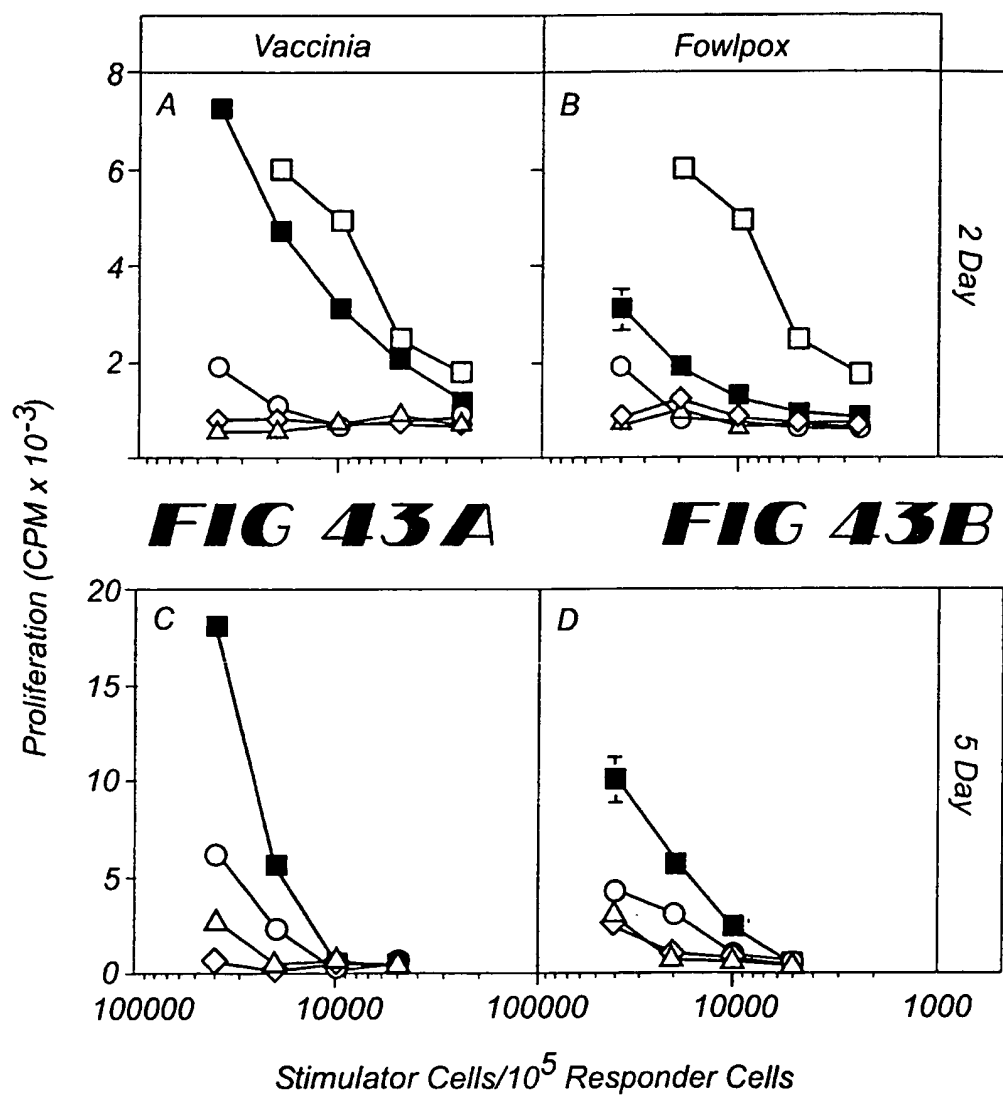 Vaccinia
Fowlpox
8
6
4
2
A
B
2 Day
FIG 43A
FIG 43B
Proliferation (CPM x 10⁻³)
20
15
10
5
0
C
D
5 Day
100000
10000
100000
10000
1000
Stimulator Cells/10⁵ Responder Cells